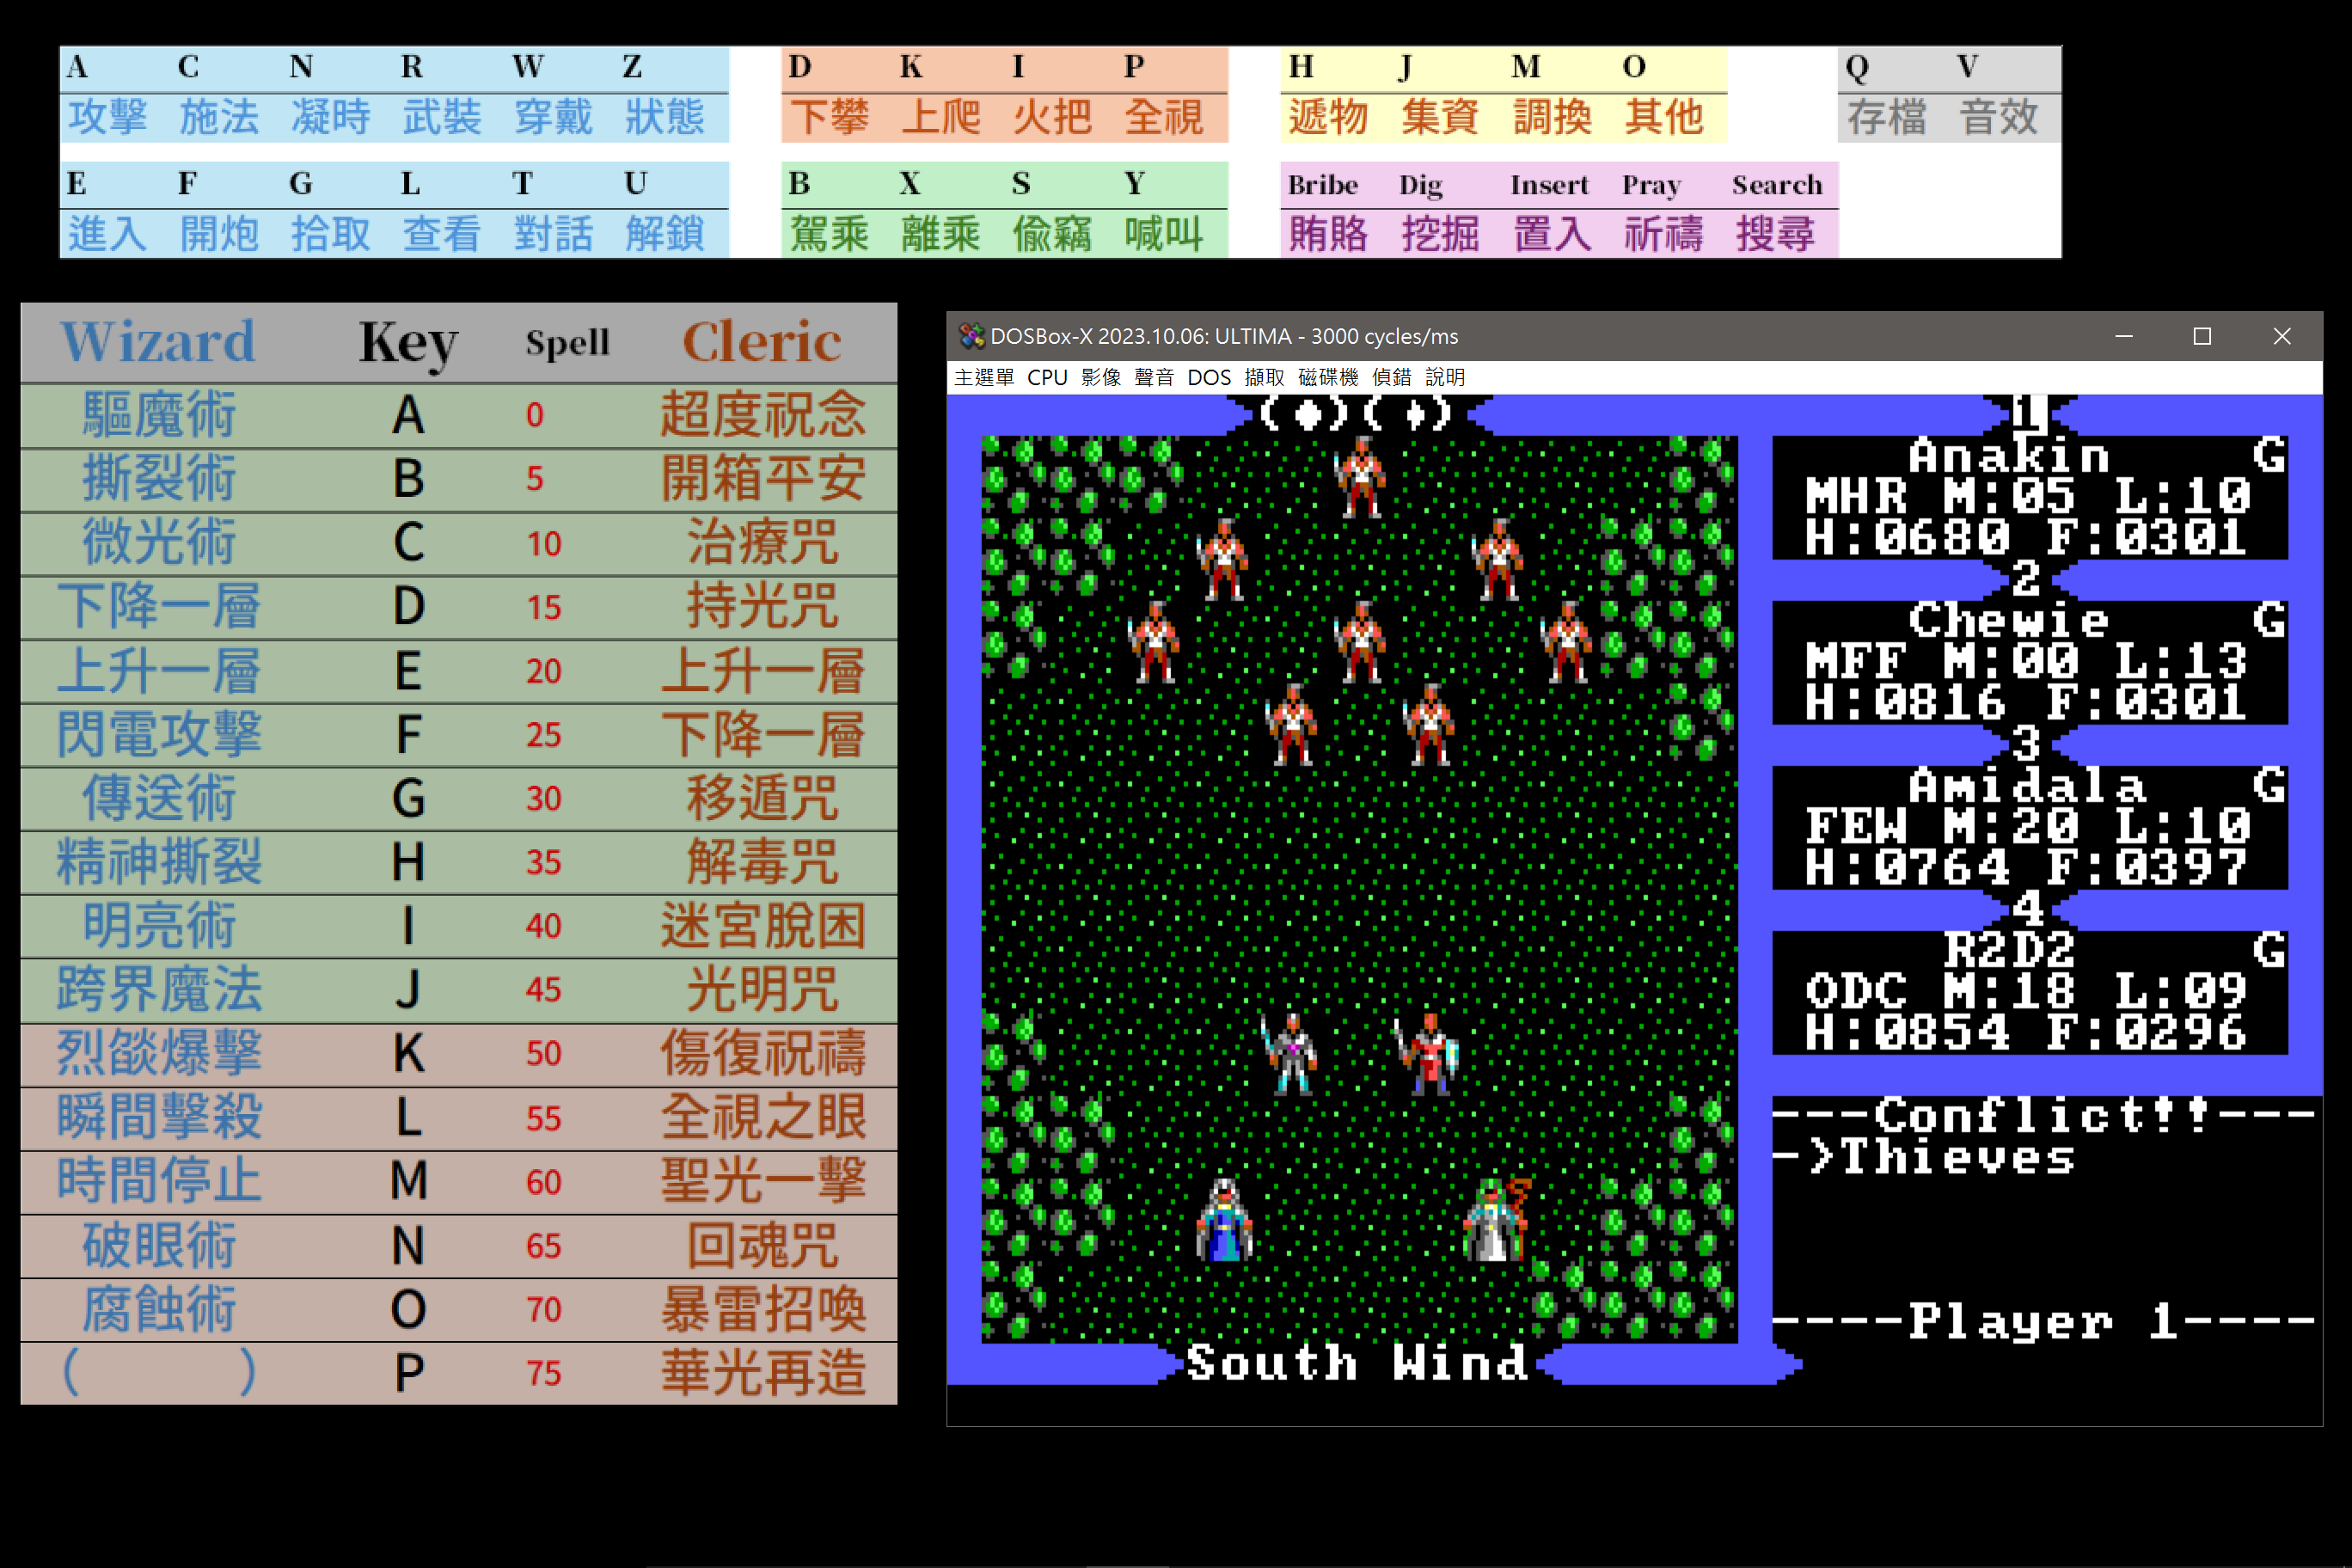 A C N R W Z D K I P H J M O Q V
攻擊 施法 凝時 武裝 穿戴 狀態 下攀 上爬 火把 全視 遞物 集資 調換 其他 存檔 音效
E F G L T U B X S Y Bribe Dig Insert Pray Search
進入 開炮 拾取 查看 對話 解鎖 駕乘 離乘 偷竊 喊叫 賄賂 挖掘 置入 祈禱 搜尋
Wizard Key Spell Cleric
驅魔術 A 0 超度祝念
撕裂術 B 5 開箱平安
微光術 C 10 治療咒
下降一層 D 15 持光咒
上升一層 E 20 上升一層
閃電攻擊 F 25 下降一層
傳送術 G 30 移遁咒
精神撕裂 H 35 解毒咒
明亮術 I 40 迷宮脫困
跨界魔法 J 45 光明咒
烈燄爆擊 K 50 傷復祝禱
瞬間擊殺 L 55 全視之眼
時間停止 M 60 聖光一擊
破眼術 N 65 回魂咒
腐蝕術 O 70 暴雷招喚
( ) P 75 華光再造
DOSBox-X 2023.10.06: ULTIMA - 3000 cycles/ms
主選單 CPU 影像 聲音 DOS 擷取 磁碟機 偵錯 說明
1
Anakin G
MHR M:05 L:10
H:0680 F:0301
2
Chewie G
MFF M:00 L:13
H:0816 F:0301
3
Amidala G
FEW M:20 L:10
H:0764 F:0397
4
R2D2 G
ODC M:18 L:09
H:0854 F:0296
---Conflict!!---
->Thieves
----Player 1----
South Wind